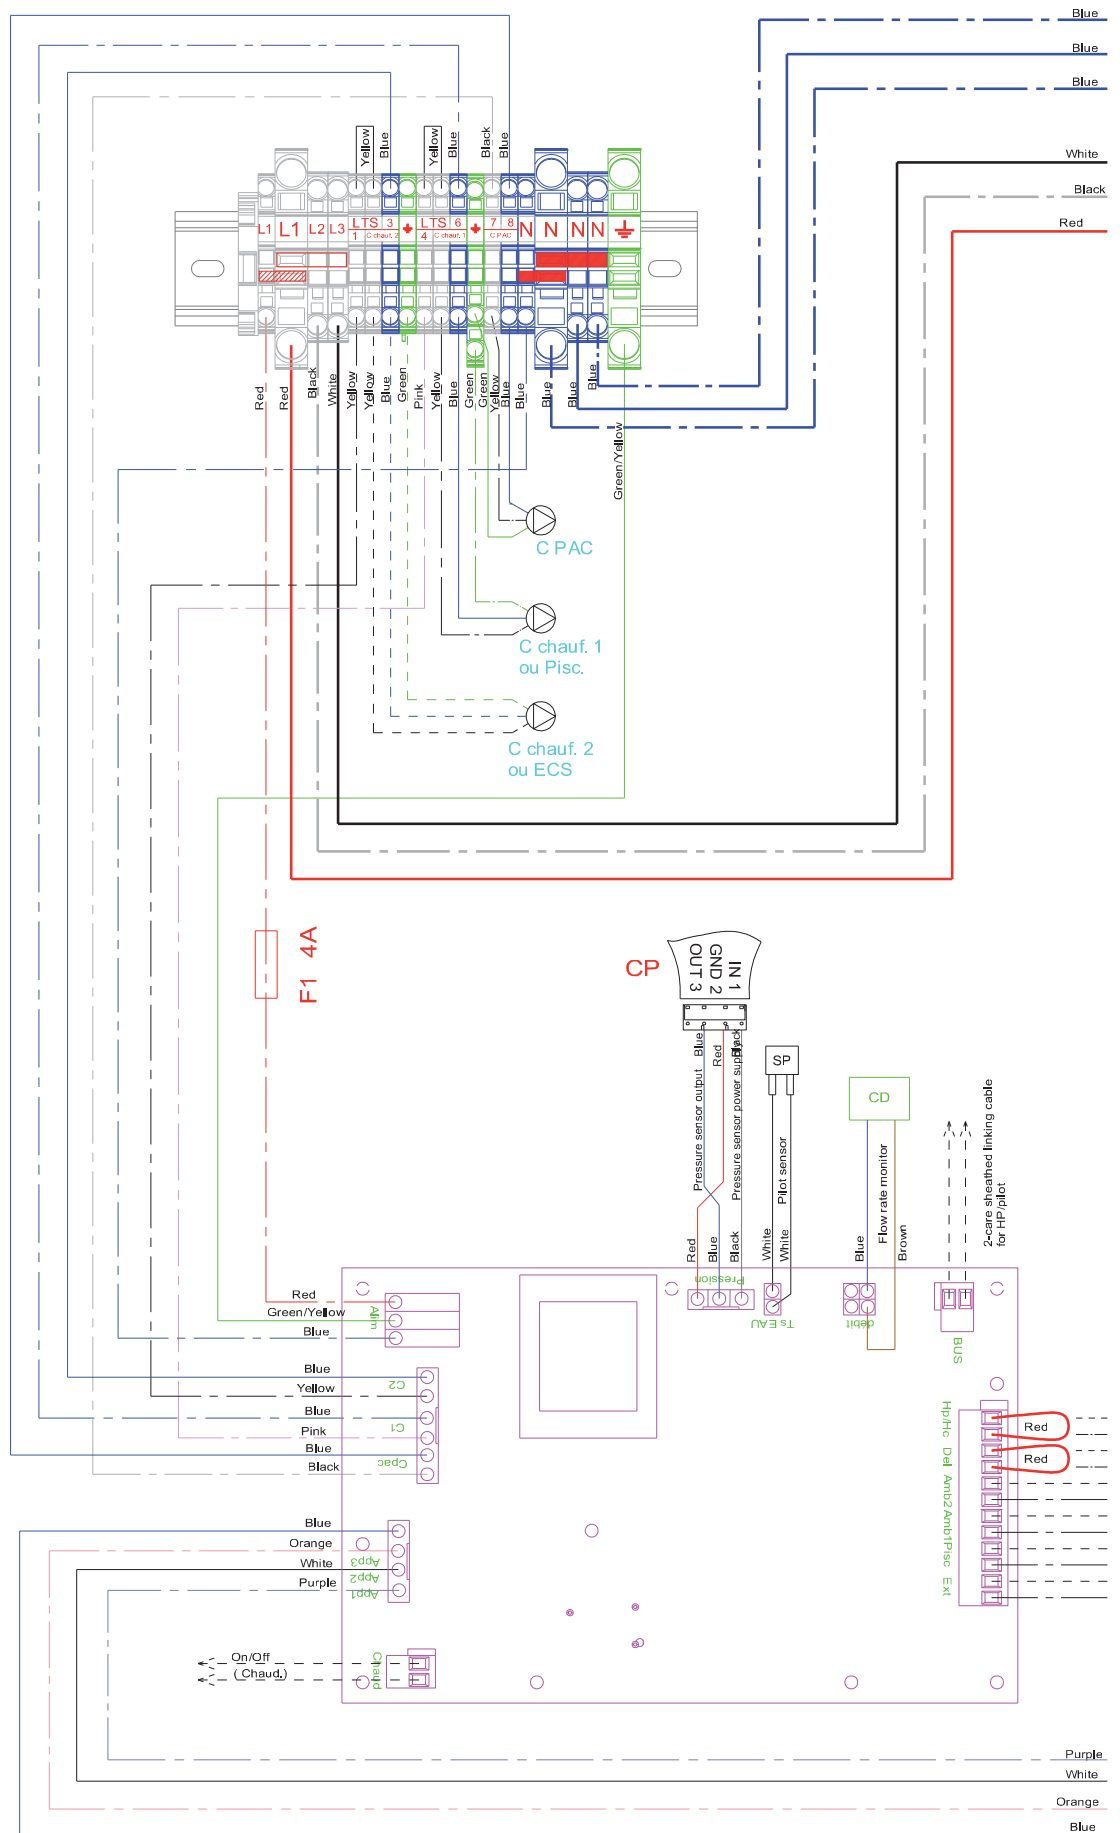 Blue
Blue
Blue
White
Black
Red
Yellow
Blue
Yellow
Blue
Black
Blue
L1
L1
L2
L3
LTS
1
3
C chauf. 2
LTS
4
6
C chauf. 1
7
8
C PAC
N
N
N
N
Red
Red
Black
White
Yellow
Yellow
Blue
Green
Pink
Yellow
Blue
Green
Green
Yellow
Blue
Blue
Blue
Blue
Blue
Green/Yellow
C PAC
C chauf. 1
ou Pisc.
C chauf. 2
ou ECS
F1 4A
CP
IN 1
GND 2
OUT 3
Blue
Red
Black
Pressure sensor output
Pressure sensor power supply
SP
Pilot sensor
CD
Flow rate monitor
2-care sheathed linking cable
for HP/pilot
Red
Blue
Black
White
White
Blue
Brown
Pression
Ts EAU
débit
BUS
Red
Green/Yellow
Blue
Alim
Blue
Yellow
Blue
Pink
Blue
Black
C2
C1
Cpac
Hp/Hc
Del
Amb2
Amb1
Pisc
Ext
Red
Red
Blue
Orange
White
Purple
App3
App2
App1
On/Off
( Chaud.)
Chaud
Purple
White
Orange
Blue